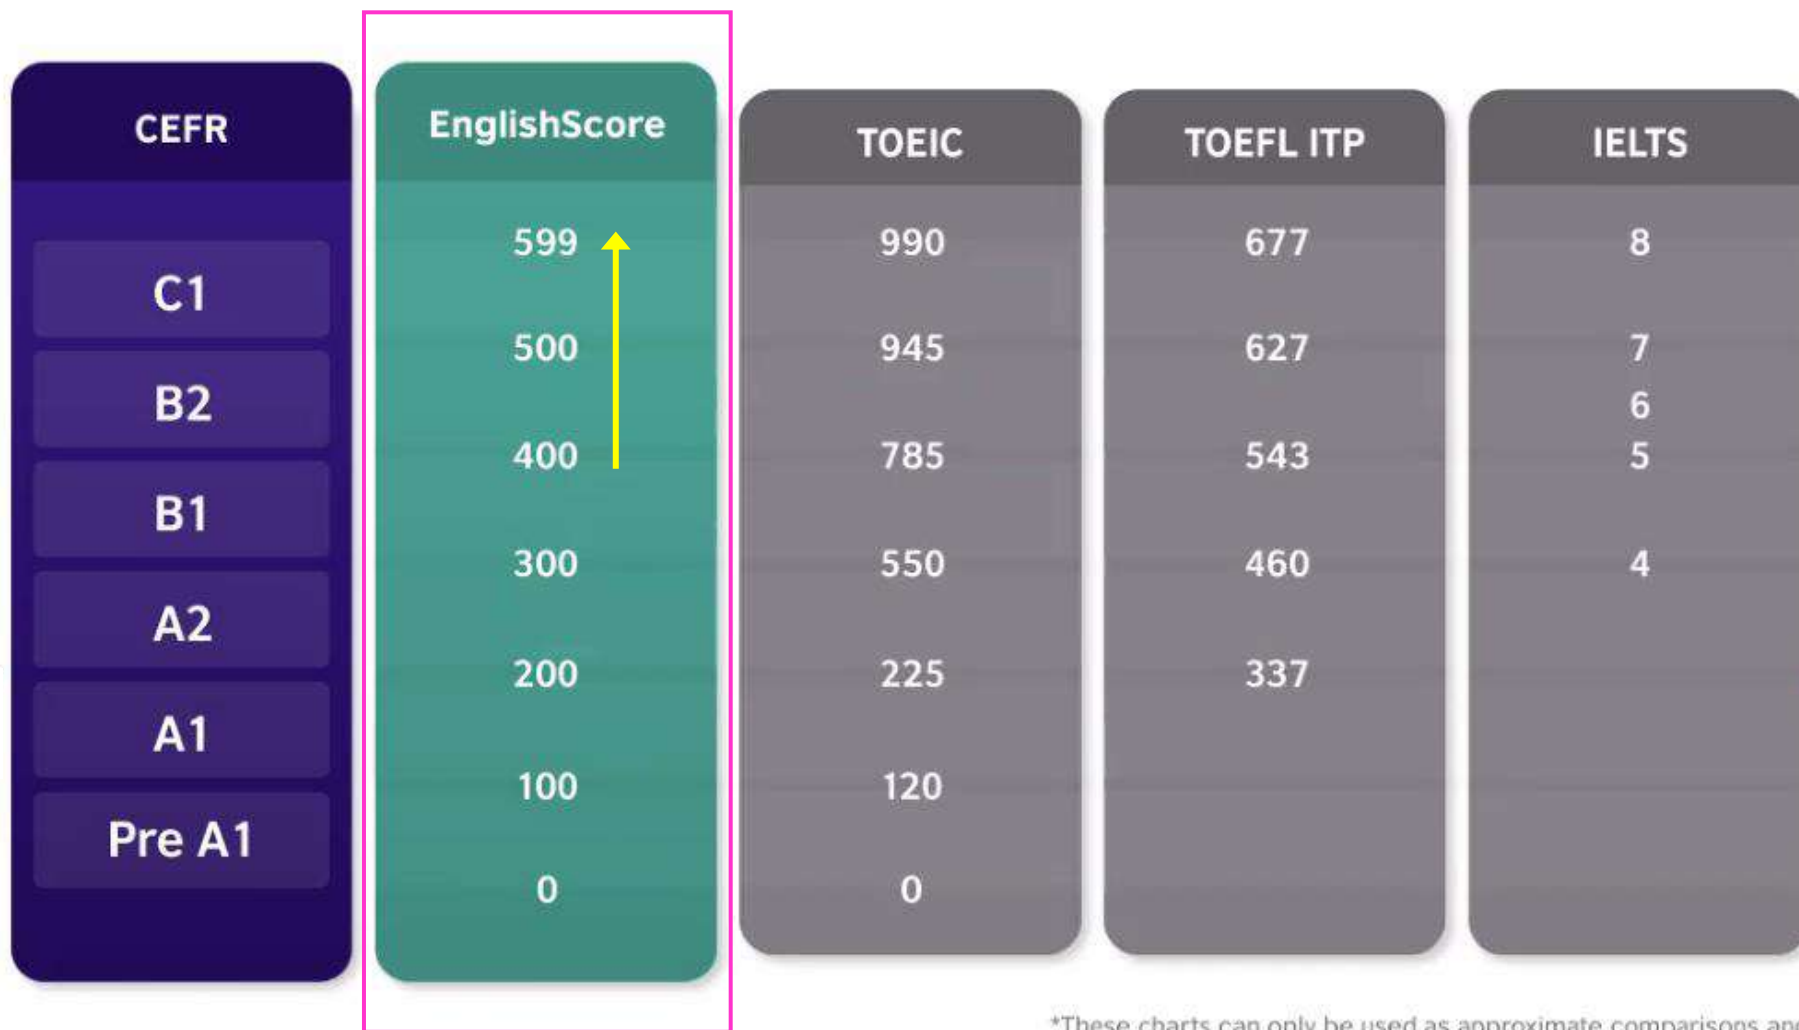 CEFR
C1
B2
B1
A2
A1
Pre A1
EnglishScore
599
500
400
300
200
100
0
TOEIC
990
945
785
550
225
120
0
TOEFL ITP
677
627
543
460
337
IELTS
8
7
6
5
4
*These charts can only be used as approximate comparisons and